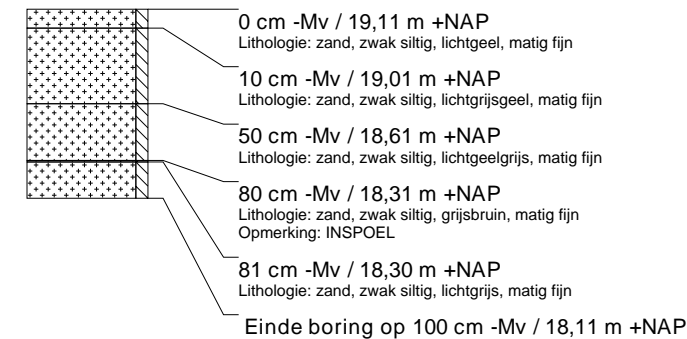 0 cm -Mv / 19,11 m +NAP
Lithologie: zand, zwak siltig, lichtgeel, matig fijn
10 cm -Mv / 19,01 m +NAP
Lithologie: zand, zwak siltig, lichtgrijsgeel, matig fijn
50 cm -Mv / 18,61 m +NAP
Lithologie: zand, zwak siltig, lichtgeelgrijs, matig fijn
80 cm -Mv / 18,31 m +NAP
Lithologie: zand, zwak siltig, grijsbruin, matig fijn
Opmerking: INSPOEL
81 cm -Mv / 18,30 m +NAP
Lithologie: zand, zwak siltig, lichtgrijs, matig fijn
Einde boring op 100 cm -Mv / 18,11 m +NAP